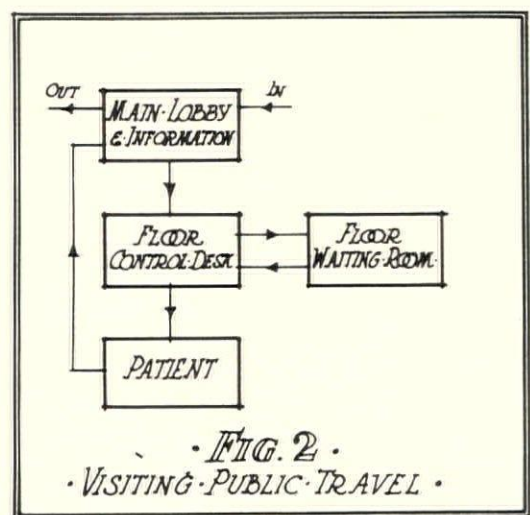 OUT
IN
MAIN·LOBBY
&·INFORMATION
FLOOR
CONTROL·DESK
FLOOR
WAITING·ROOM·
PATIENT
·FIG. 2·
·VISITING·PUBLIC·TRAVEL·